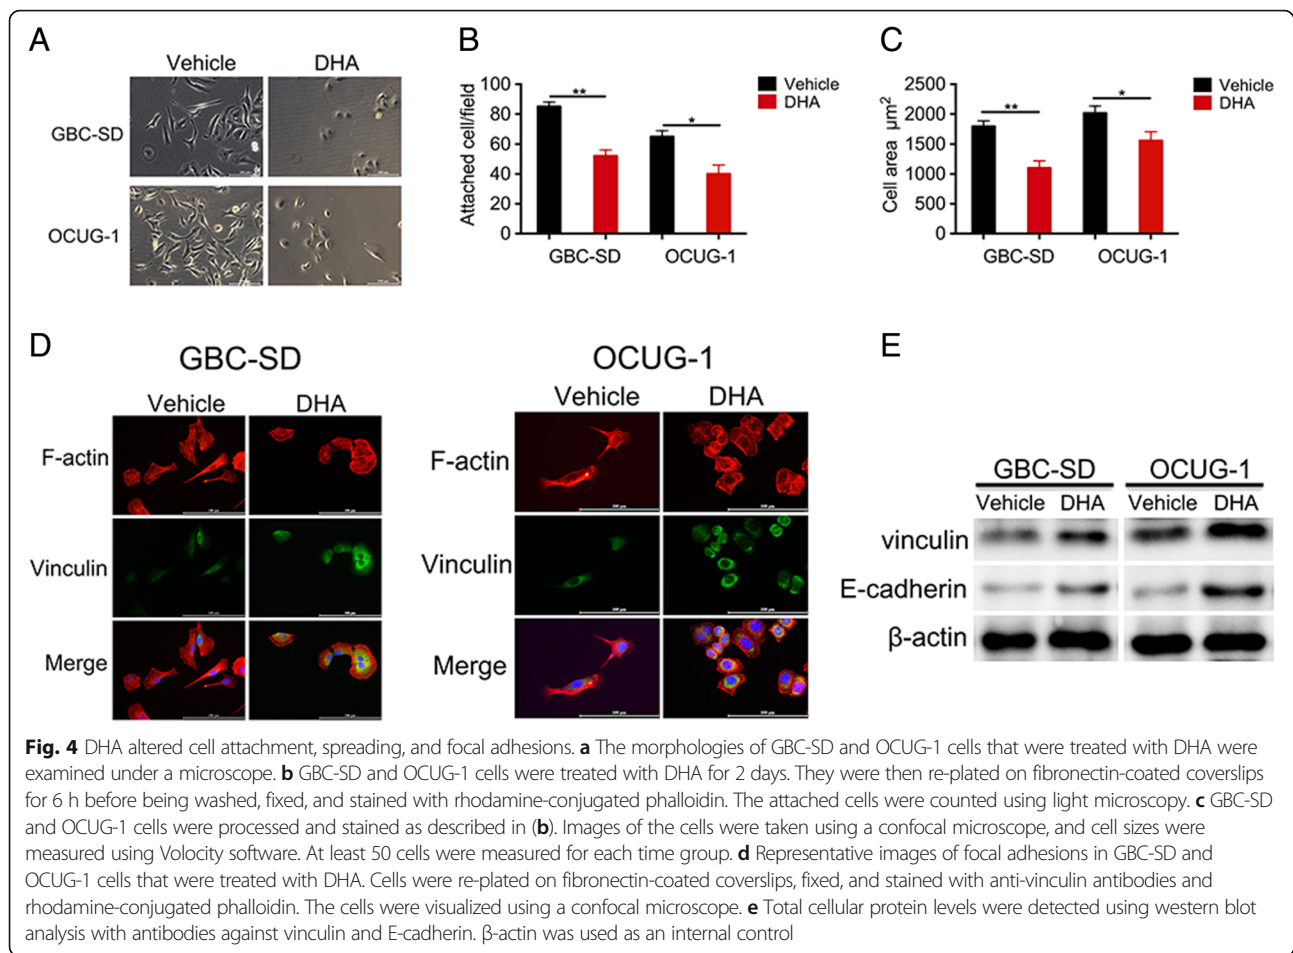 A
Vehicle DHA
GBC-SD
OCUG-1
B
Attached cell/field
100
80
60
40
20
0
** *
Vehicle
DHA
GBC-SD OCUG-1
C
Cell area μm²
2500
2000
1500
1000
500
0
** *
Vehicle
DHA
GBC-SD OCUG-1
D
GBC-SD
Vehicle DHA
F-actin
Vinculin
Merge
OCUG-1
Vehicle DHA
F-actin
Vinculin
Merge
E
GBC-SD OCUG-1
Vehicle DHA Vehicle DHA
vinculin
E-cadherin
β-actin
Fig. 4 DHA altered cell attachment, spreading, and focal adhesions. a The morphologies of GBC-SD and OCUG-1 cells that were treated with DHA were
examined under a microscope. b GBC-SD and OCUG-1 cells were treated with DHA for 2 days. They were then re-plated on fibronectin-coated coverslips
for 6 h before being washed, fixed, and stained with rhodamine-conjugated phalloidin. The attached cells were counted using light microscopy. c GBC-SD
and OCUG-1 cells were processed and stained as described in (b). Images of the cells were taken using a confocal microscope, and cell sizes were
measured using Volocity software. At least 50 cells were measured for each time group. d Representative images of focal adhesions in GBC-SD and
OCUG-1 cells that were treated with DHA. Cells were re-plated on fibronectin-coated coverslips, fixed, and stained with anti-vinculin antibodies and
rhodamine-conjugated phalloidin. The cells were visualized using a confocal microscope. e Total cellular protein levels were detected using western blot
analysis with antibodies against vinculin and E-cadherin. β-actin was used as an internal control